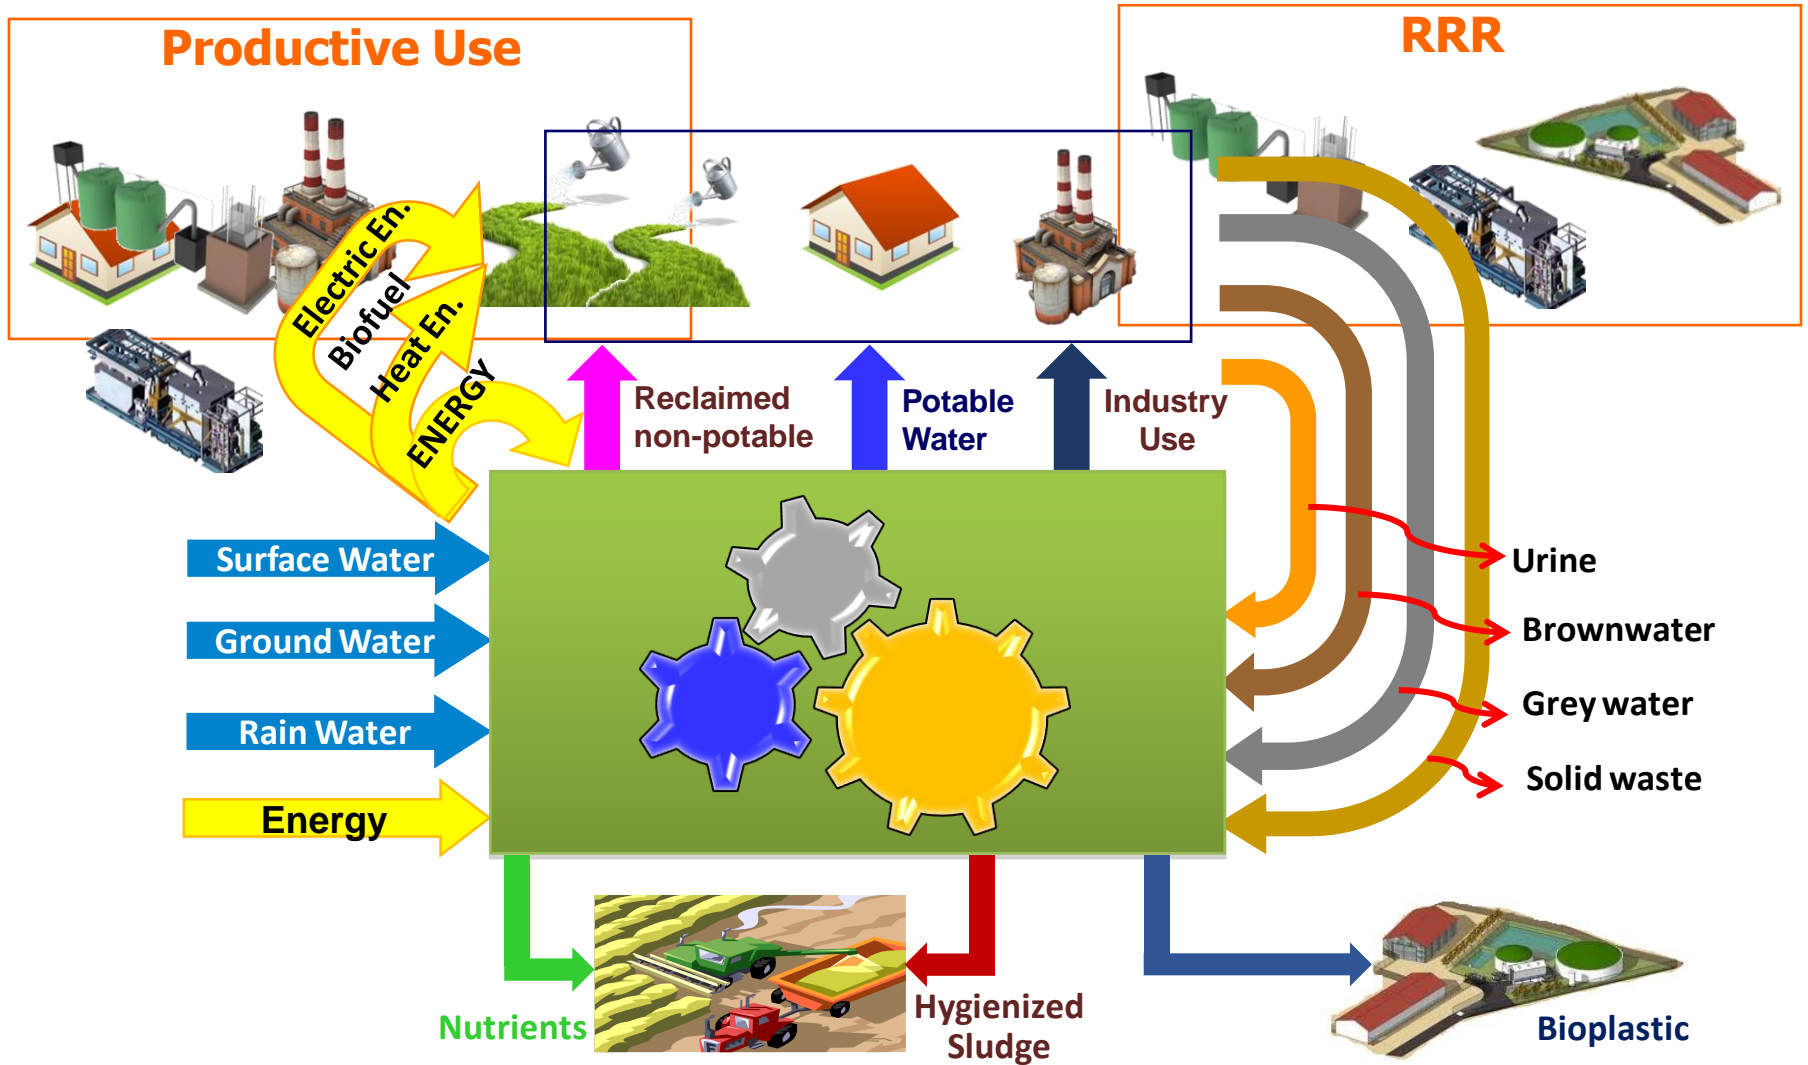 Productive Use
RRR
Electric En.
Biofuel
Heat En.
ENERGY
Reclaimed
non-potable
Potable
Water
Industry
Use
Surface Water
Ground Water
Rain Water
Energy
Urine
Brownwater
Grey water
Solid waste
Nutrients
Hygienized
Sludge
Bioplastic